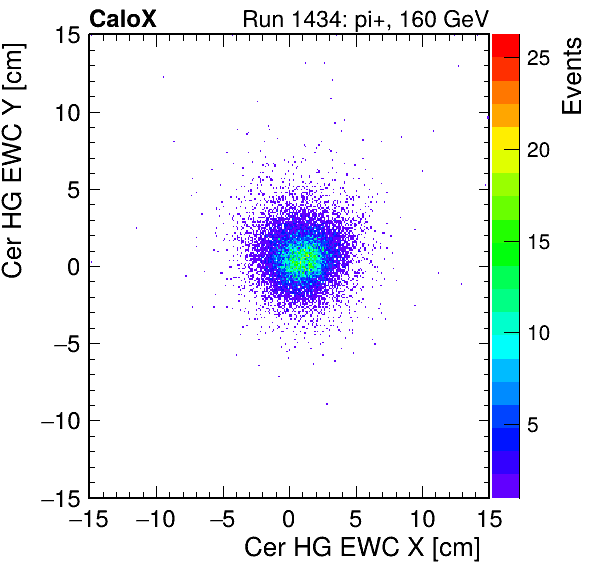 CaloX Run 1434: pi+, 160 GeV
Cer HG EWC Y [cm]
15
10
5
0
−5
−10
−15
−15 −10 −5 0 5 10 15
Cer HG EWC X [cm]
25
20
15
10
5
Events